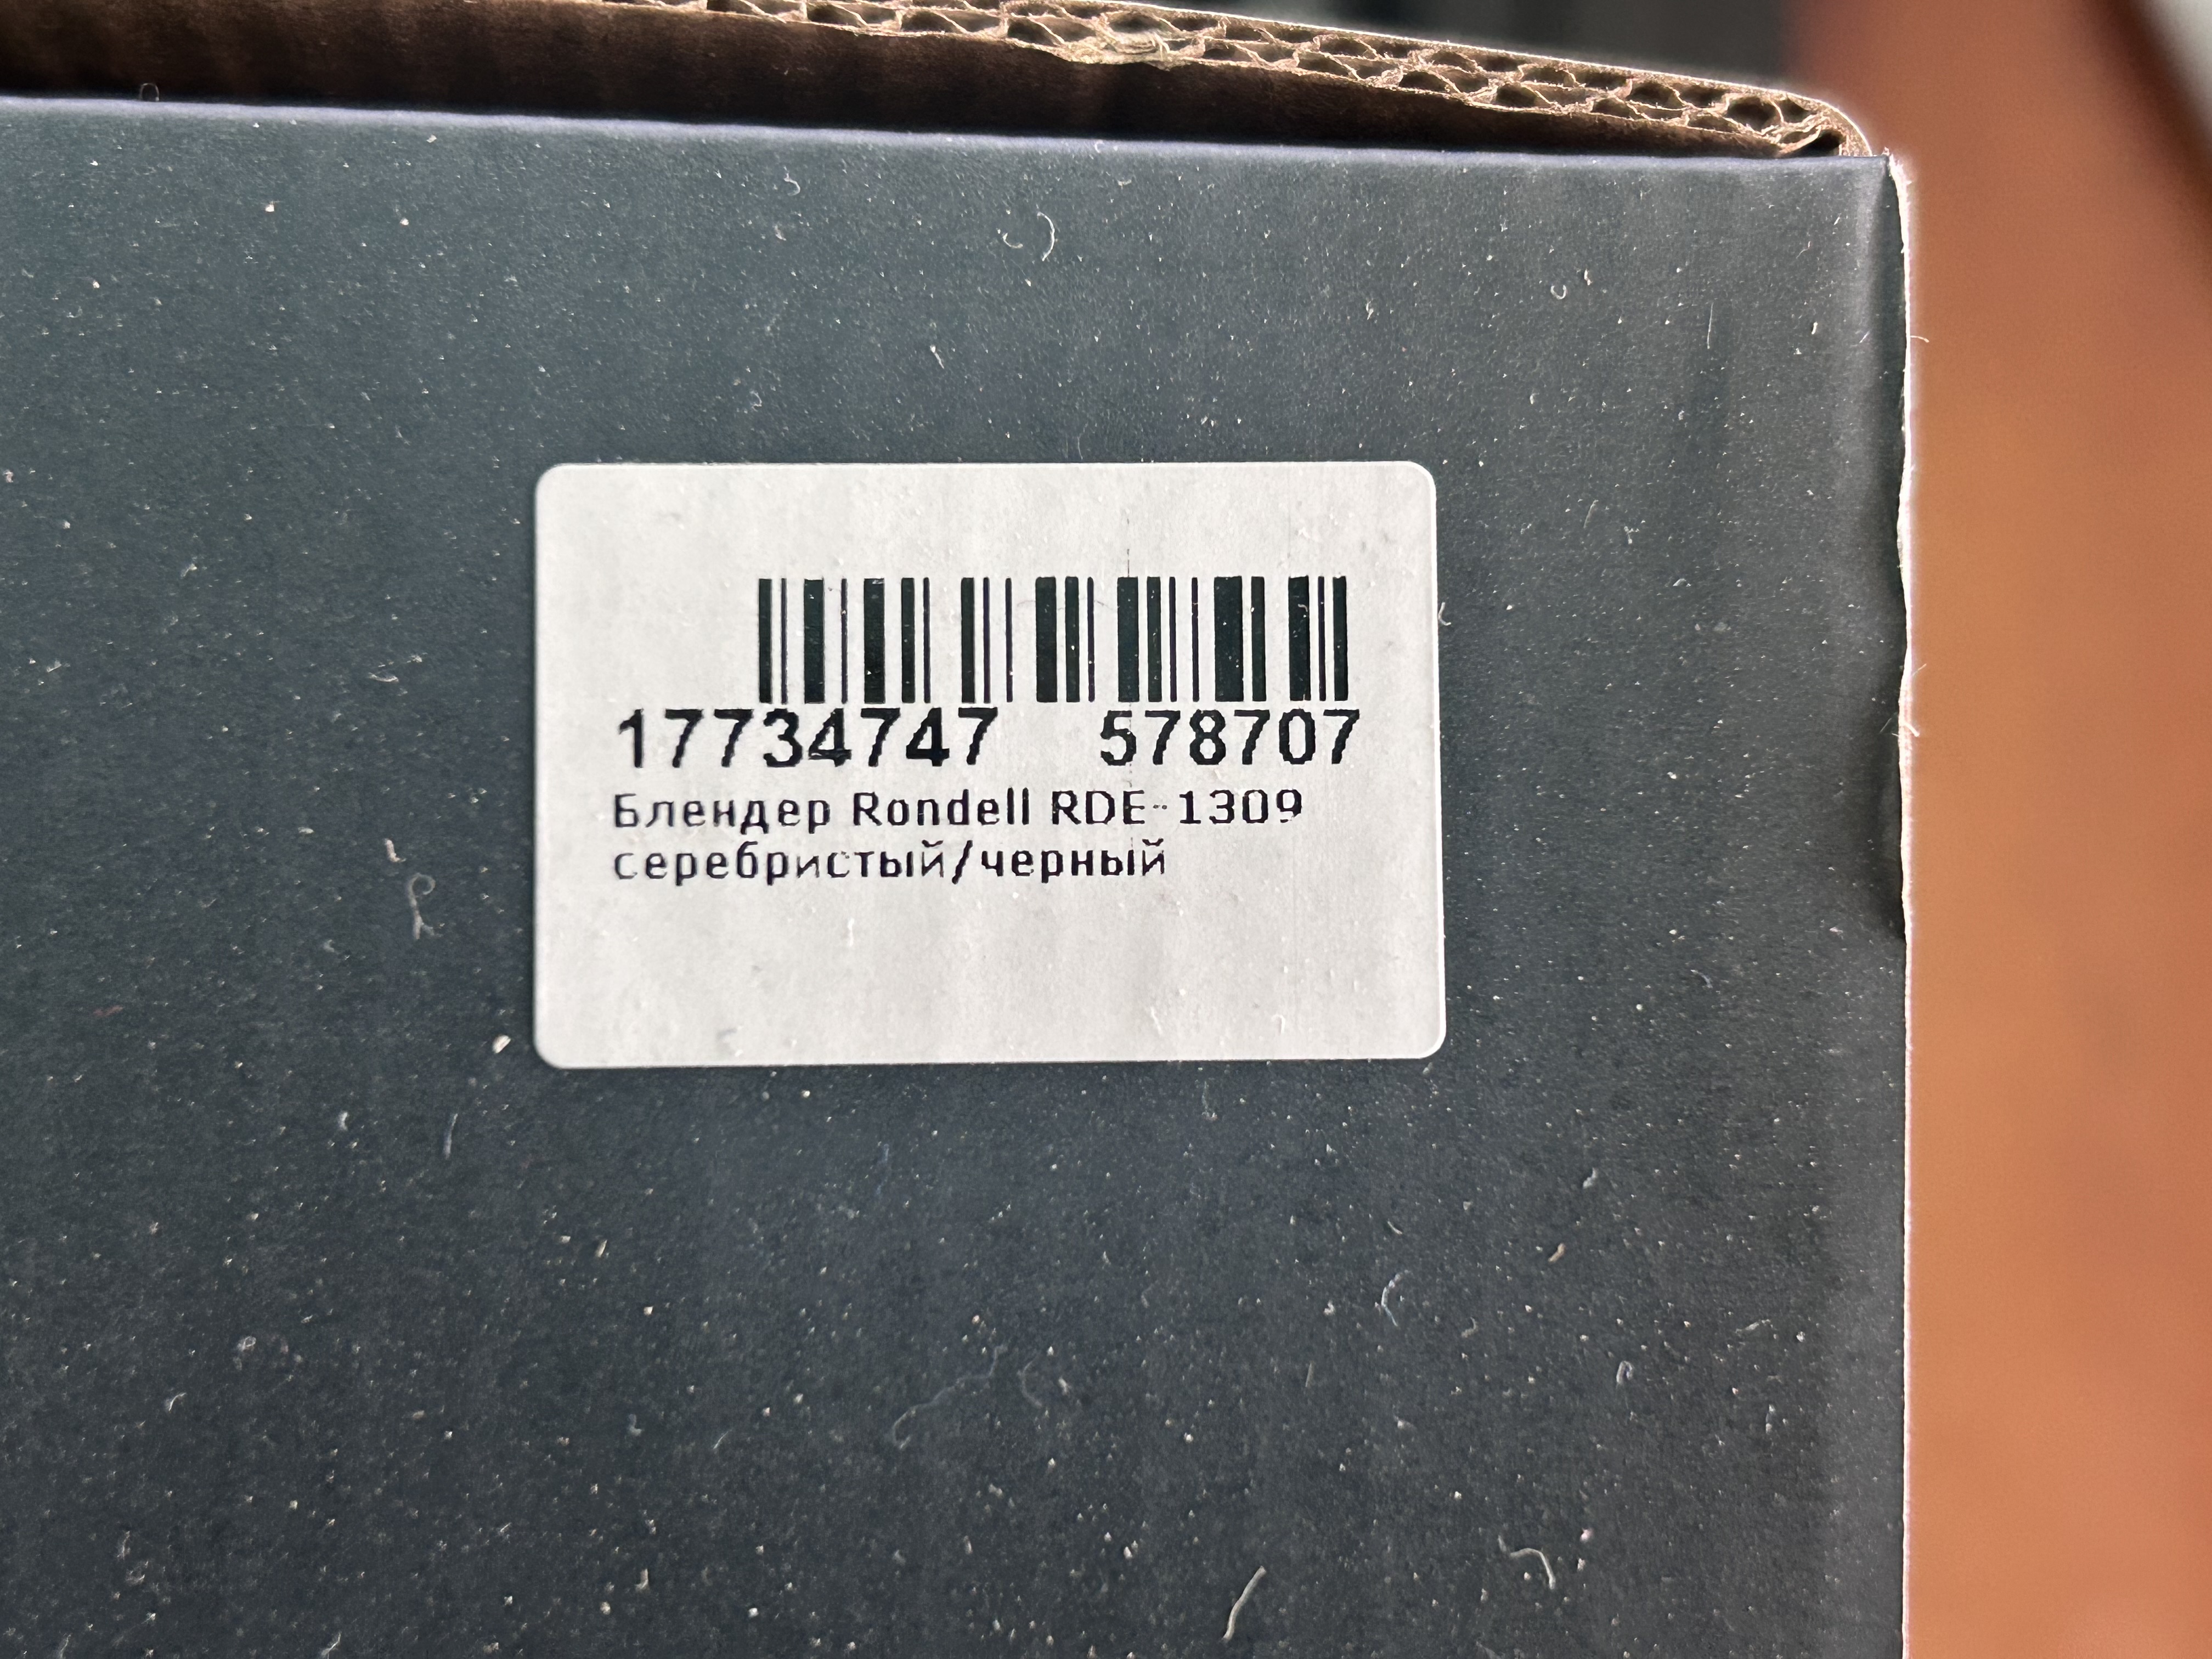 17734747 578707
Блендер Rondell RDE-1309
серебристый/черный